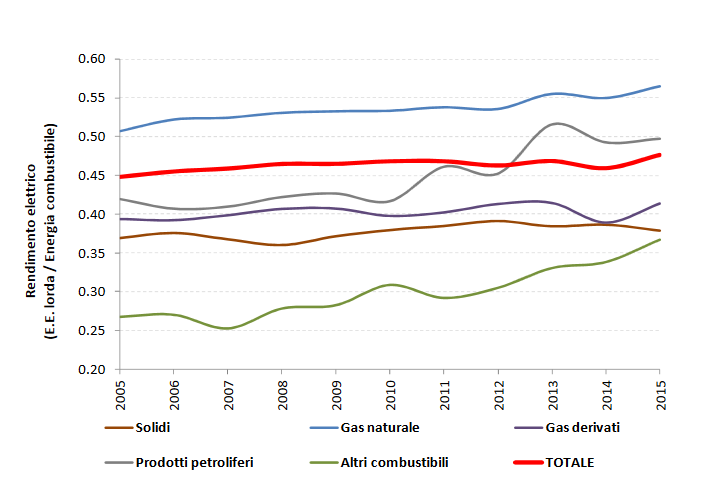 Rendimento elettrico
(E.E. lorda / Energia combustibile)
0.60
0.55
0.50
0.45
0.40
0.35
0.30
0.25
0.20
2005
2006
2007
2008
2009
2010
2011
2012
2013
2014
2015
Solidi
Gas naturale
Gas derivati
Prodotti petroliferi
Altri combustibili
TOTALE